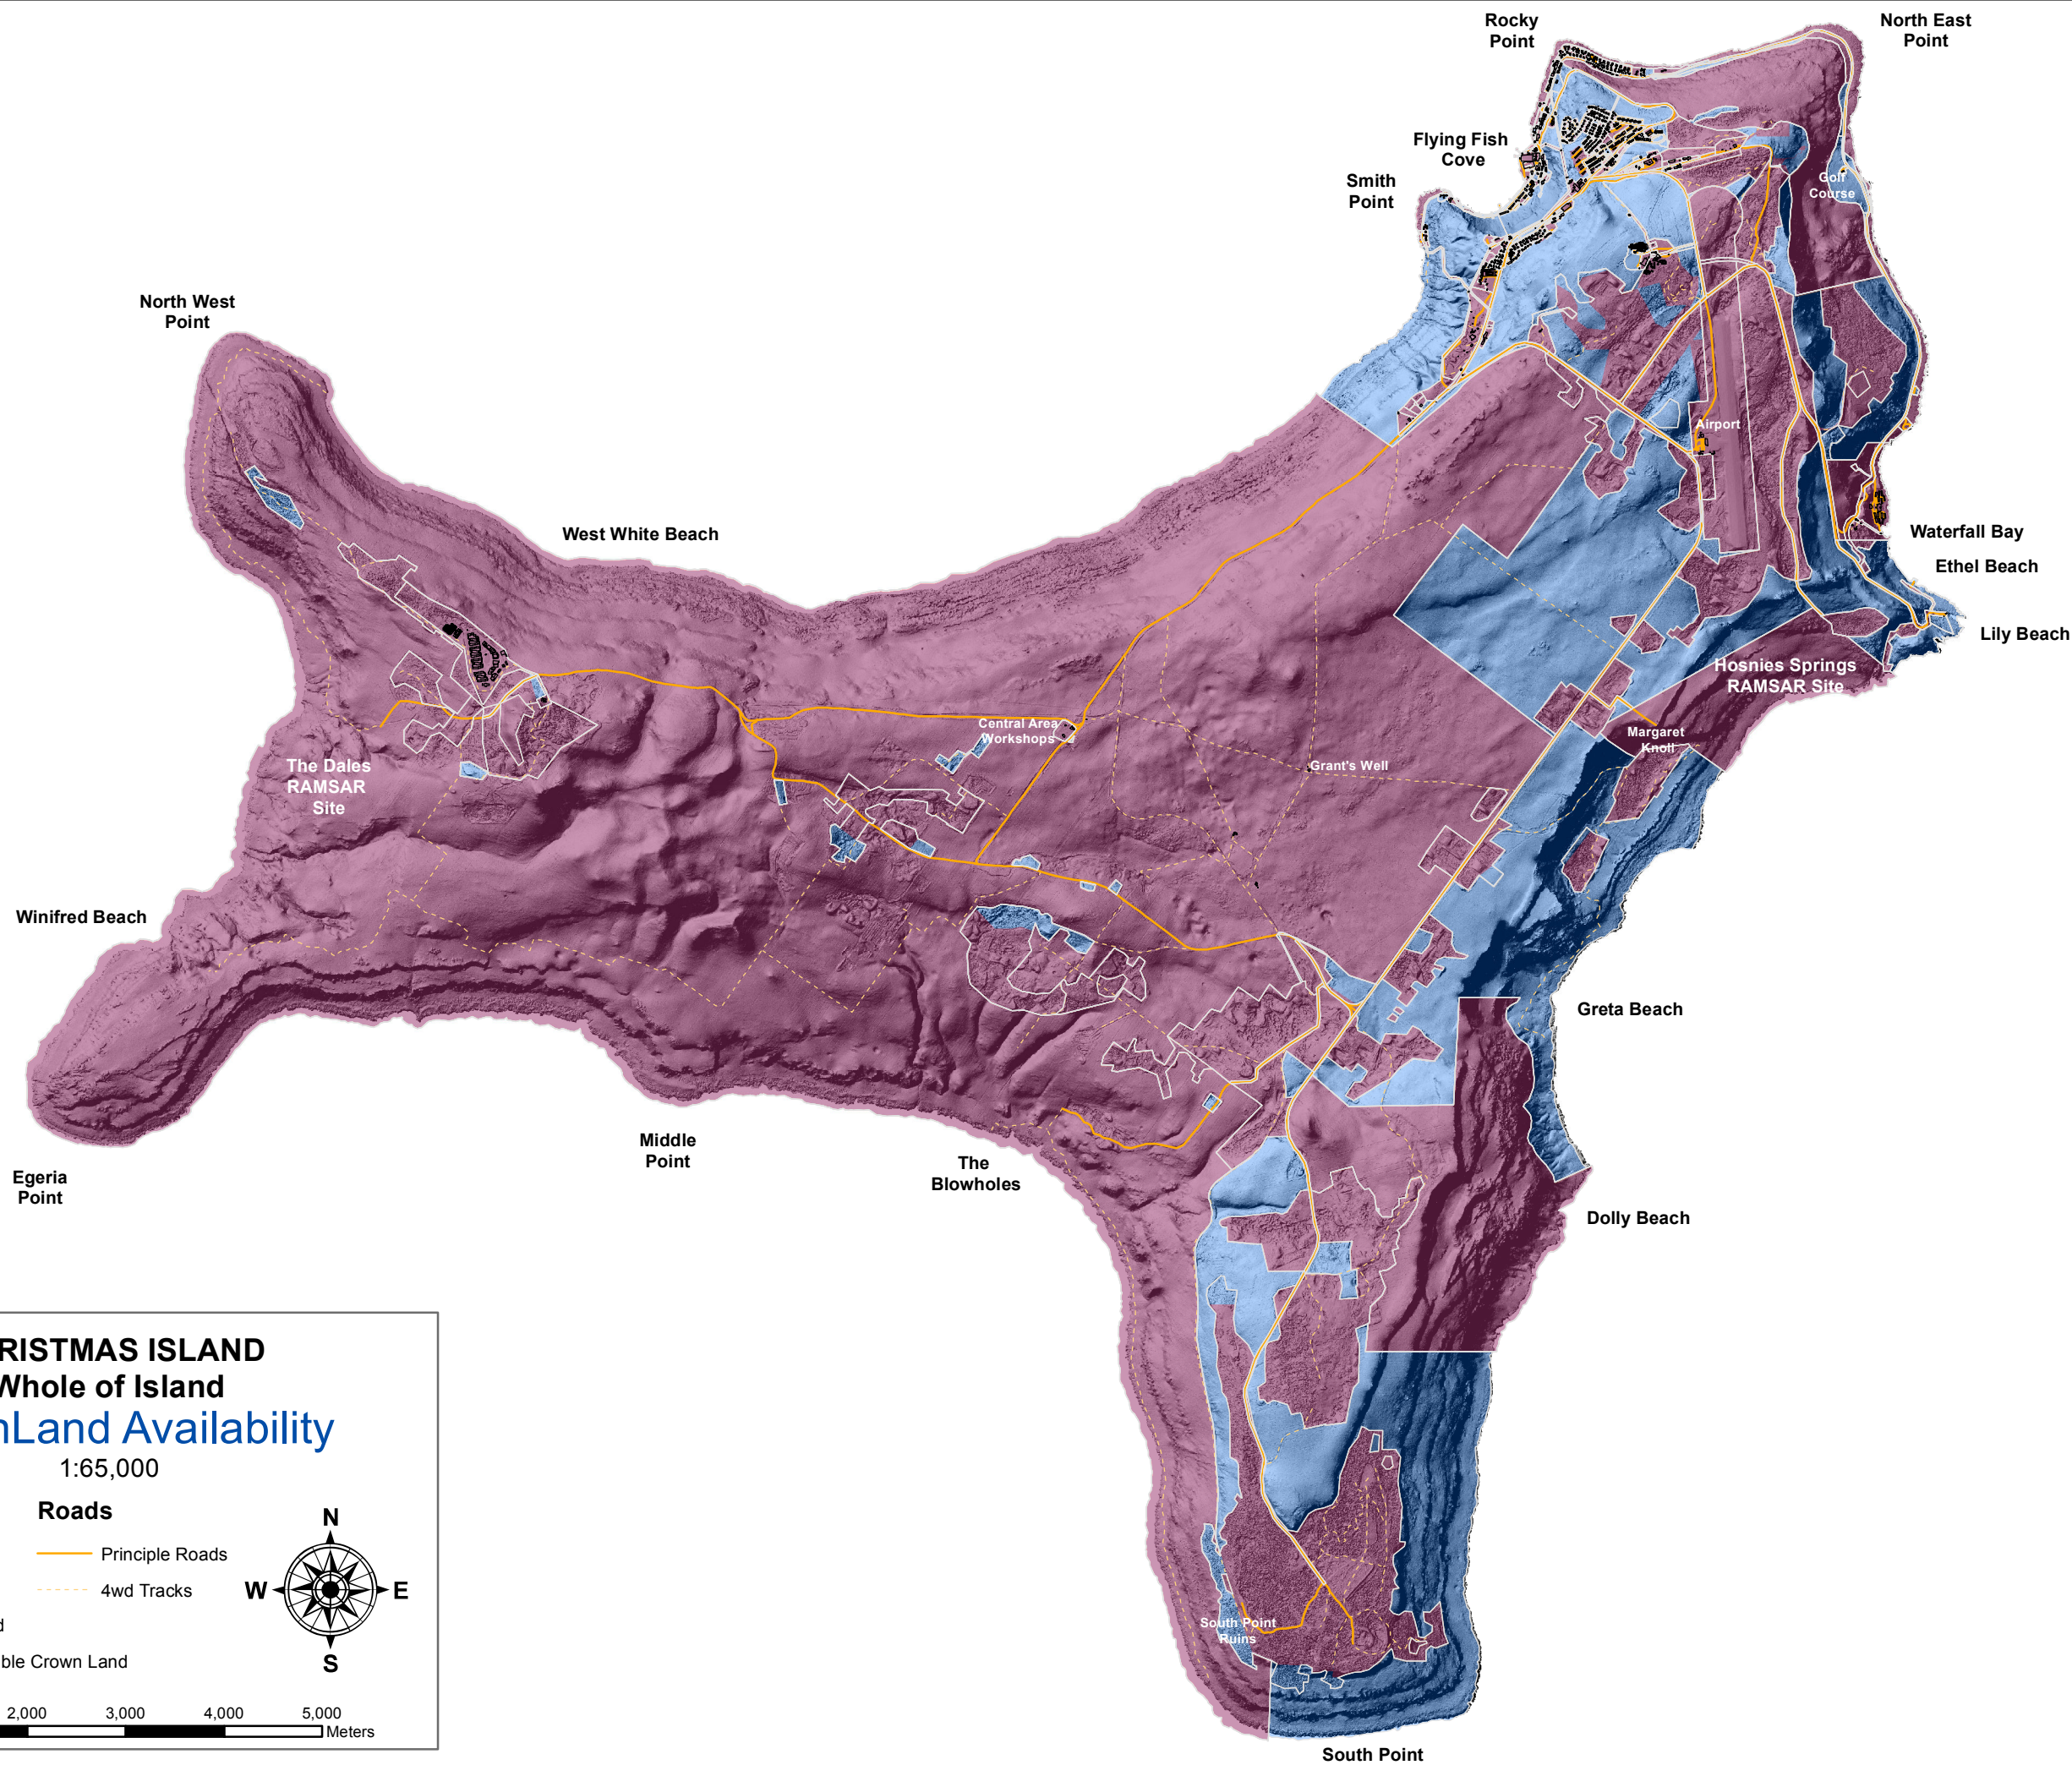 Rocky
Point
North East
Point
Flying Fish
Cove
Smith
Point
Golf
Course
North West
Point
Airport
West White Beach
Waterfall Bay
Ethel Beach
Lily Beach
Hosnies Springs
RAMSAR Site
Margaret
Knoll
Central Area
Workshops
Grant's Well
The Dales
RAMSAR
Site
Winifred Beach
Greta Beach
Middle
Point
The
Blowholes
Egeria
Point
Dolly Beach
South Point
Ruins
South Point
RISTMAS ISLAND
Whole of Island
nLand Availability
1:65,000
Roads
Principle Roads
4wd Tracks
N
W
E
S
d
ble Crown Land
2,000 3,000 4,000 5,000
Meters